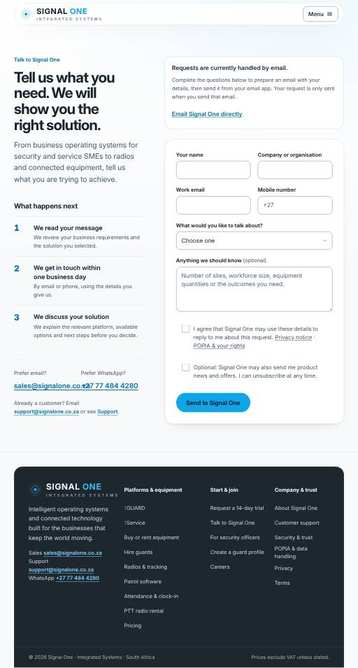 SIGNAL ONE
INTEGRATED SYSTEMS
Menu
Talk to Signal One
Tell us what you
need. We will
show you the
right solution.
From business operating systems for
security and service SMEs to radios
and connected equipment, tell us
what you are trying to achieve.
What happens next
1 We read your message
We review your business requirements and
the solution you selected.
2 We get in touch within
one business day
By email or phone, using the details you
give us.
3 We discuss your solution
We explain the relevant platform, available
options and next steps before you decide.
Prefer email? Prefer WhatsApp?
sales@signalone.co.za +27 77 484 4280
Already a customer? Email
support@signalone.co.za or see Support
Requests are currently handled by email.
Complete the questions below to prepare an email with your
details, then send it from your email app. Your request is only sent
when you send that email.
Email Signal One directly
Your name Company or organisation
Work email Mobile number
+27
What would you like to talk about?
Choose one
Anything we should know (optional)
Number of sites, workforce size, equipment
quantities or the outcomes you need.
I agree that Signal One may use these details to
reply to me about this request. Privacy notice ·
POPIA & your rights
Optional: Signal One may also send me product
news and offers. I can unsubscribe at any time.
Send to Signal One
SIGNAL ONE
INTEGRATED SYSTEMS
Intelligent operating systems
and connected technology
built for the businesses that
keep the world moving.
Sales sales@signalone.co.za
Support
support@signalone.co.za
WhatsApp +27 77 484 4280
Platforms & equipment
GUARD
Service
Buy or rent equipment
Hire guards
Radios & tracking
Patrol software
Attendance & clock-in
PTT radio rental
Pricing
Start & join
Request a 14-day trial
Talk to Signal One
For security officers
Create a guard profile
Careers
Company & trust
About Signal One
Customer support
Security & trust
POPIA & data
handling
Privacy
Terms
© 2026 Signal One · Integrated Systems · South Africa
Prices exclude VAT unless stated.